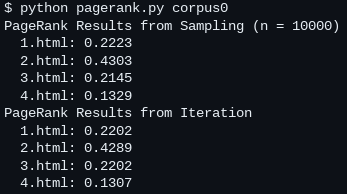 $ python pagerank.py corpus0
PageRank Results from Sampling (n = 10000)
  1.html: 0.2223
  2.html: 0.4303
  3.html: 0.2145
  4.html: 0.1329
PageRank Results from Iteration
  1.html: 0.2202
  2.html: 0.4289
  3.html: 0.2202
  4.html: 0.1307